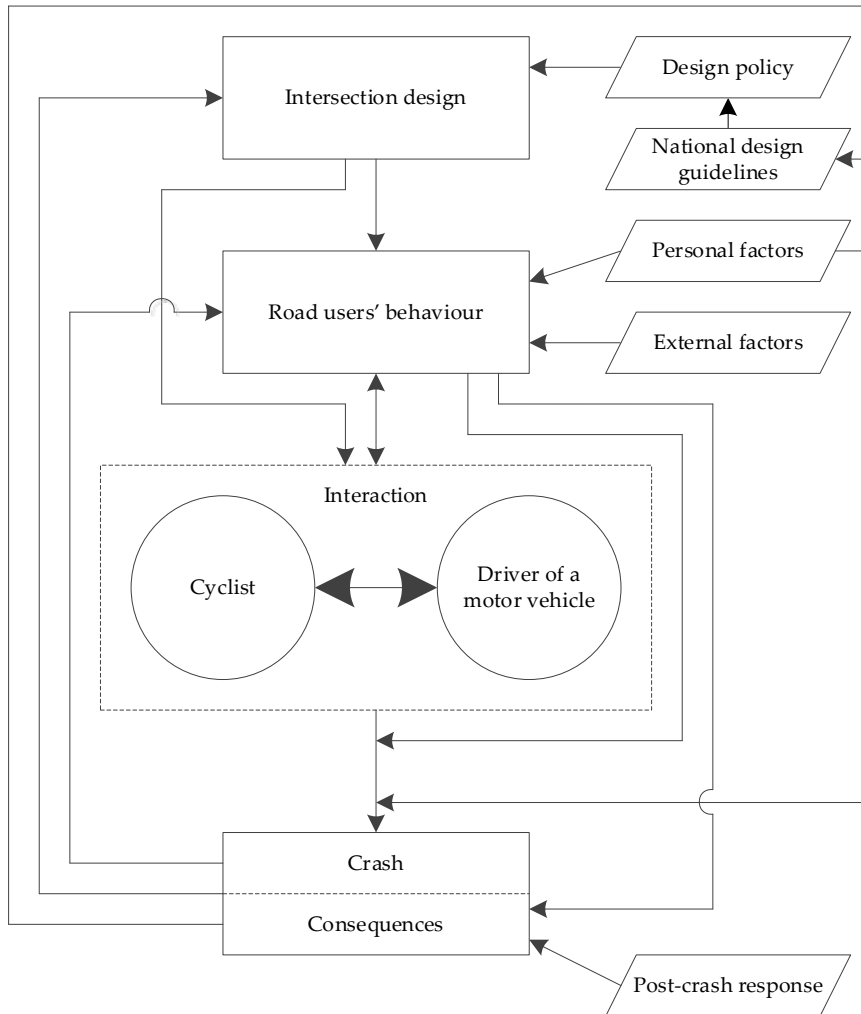 Design policy
Intersection design
National design
guidelines
Personal factors
Road users’ behaviour
External factors
Interaction
Cyclist
Driver of a
motor vehicle
Crash
Consequences
Post-crash response